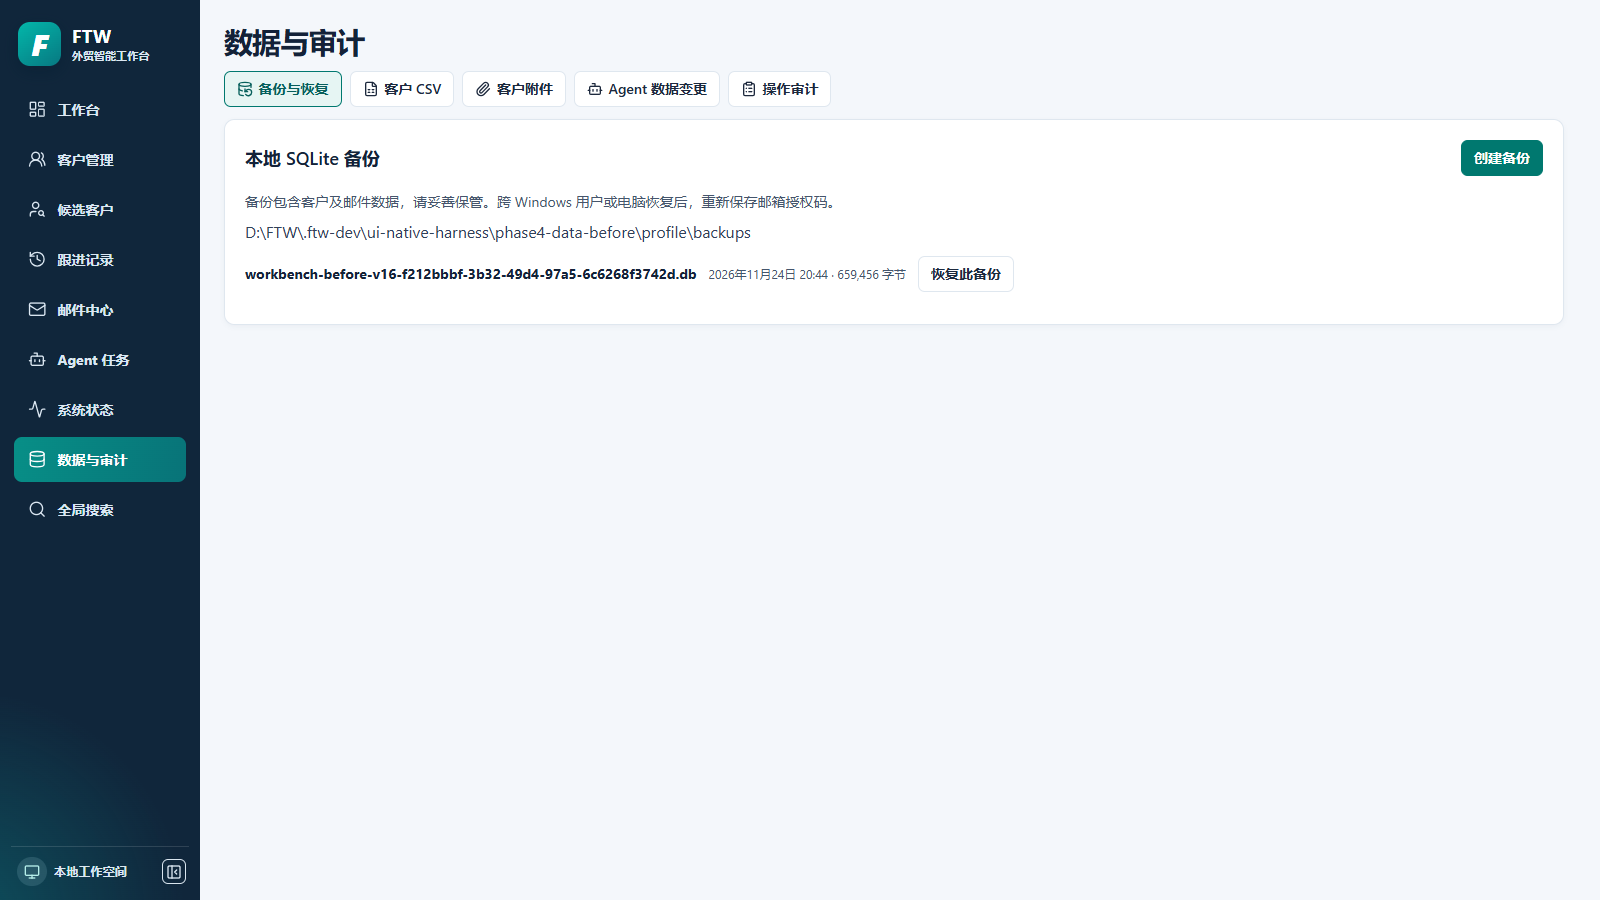 F
FTW
外贸智能工作台
工作台
客户管理
候选客户
跟进记录
邮件中心
Agent 任务
系统状态
数据与审计
全局搜索
本地工作空间
数据与审计
备份与恢复
客户 CSV
客户附件
Agent 数据变更
操作审计
本地 SQLite 备份
创建备份
备份包含客户及邮件数据，请妥善保管。跨 Windows 用户或电脑恢复后，重新保存邮箱授权码。
D:\FTW\.ftw-dev\ui-native-harness\phase4-data-before\profile\backups
workbench-before-v16-f212bbbf-3b32-49d4-97a5-6c6268f3742d.db 2026年11月24日 20:44 · 659,456 字节 恢复此备份